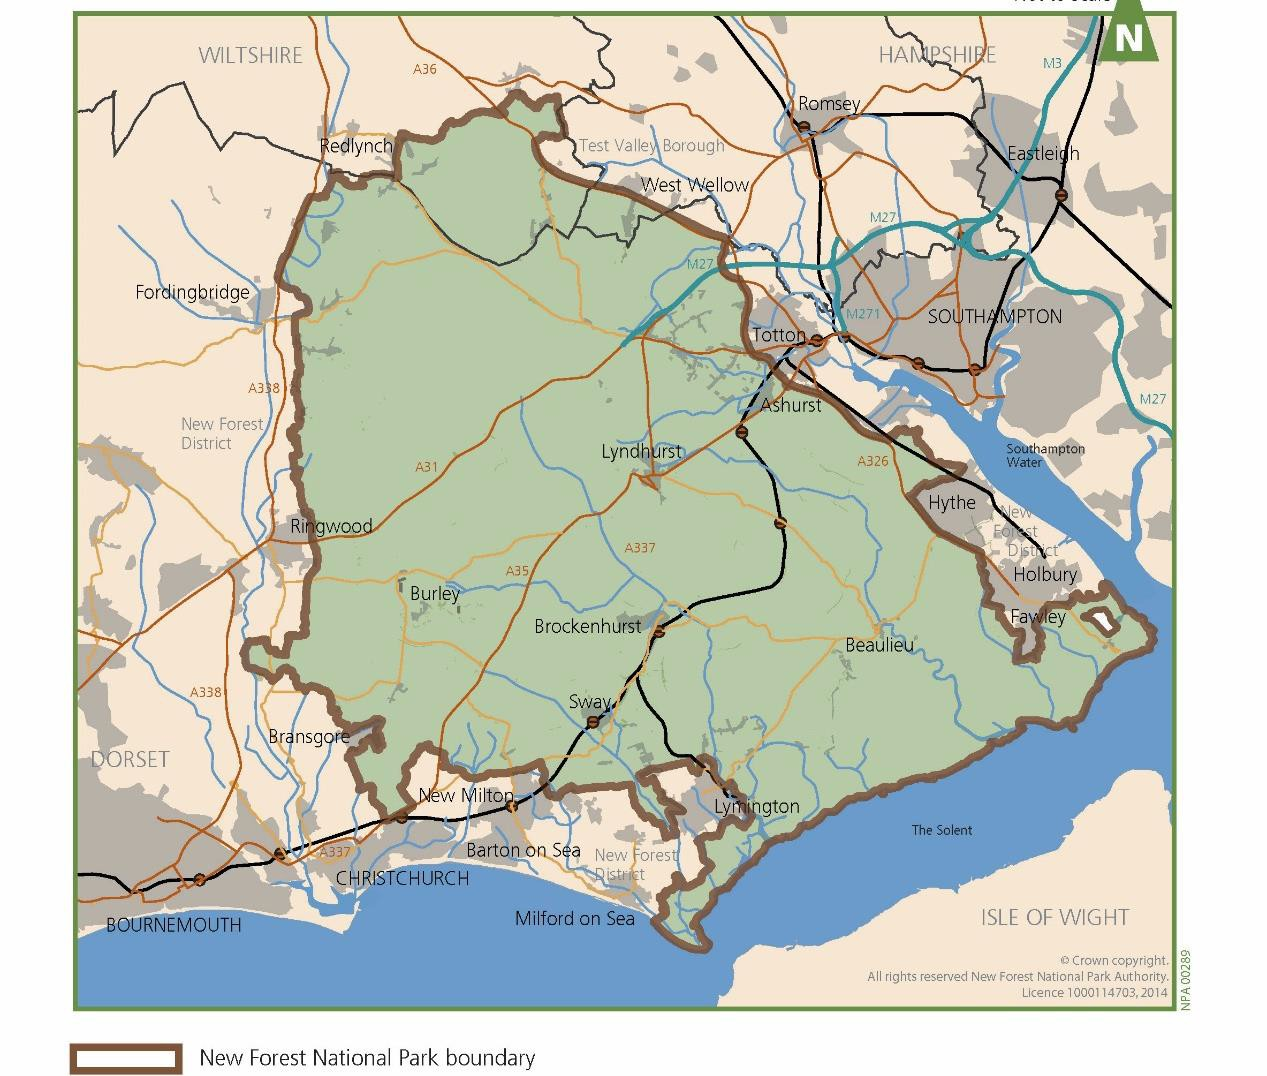 Not to scale
N
WILTSHIRE
HAMPSHIRE
A36
M3
Romsey
Redlynch
Test Valley Borough
Eastleigh
West Wellow
M27
M27
Fordingbridge
M271
SOUTHAMPTON
Totton
A338
M27
Ashurst
New Forest
District
Lyndhurst
A31
A326
Southampton
Water
Hythe
New
Forest
District
Ringwood
A337
A35
Holbury
Burley
Brockenhurst
Fawley
Beaulieu
A338
Sway
Bransgore
DORSET
New Milton
Lymington
The Solent
A337
Barton on Sea
New Forest
District
CHRISTCHURCH
BOURNEMOUTH
Milford on Sea
ISLE OF WIGHT
© Crown copyright.
All rights reserved New Forest National Park Authority.
Licence 1000114703, 2014
NPA 00289
New Forest National Park boundary